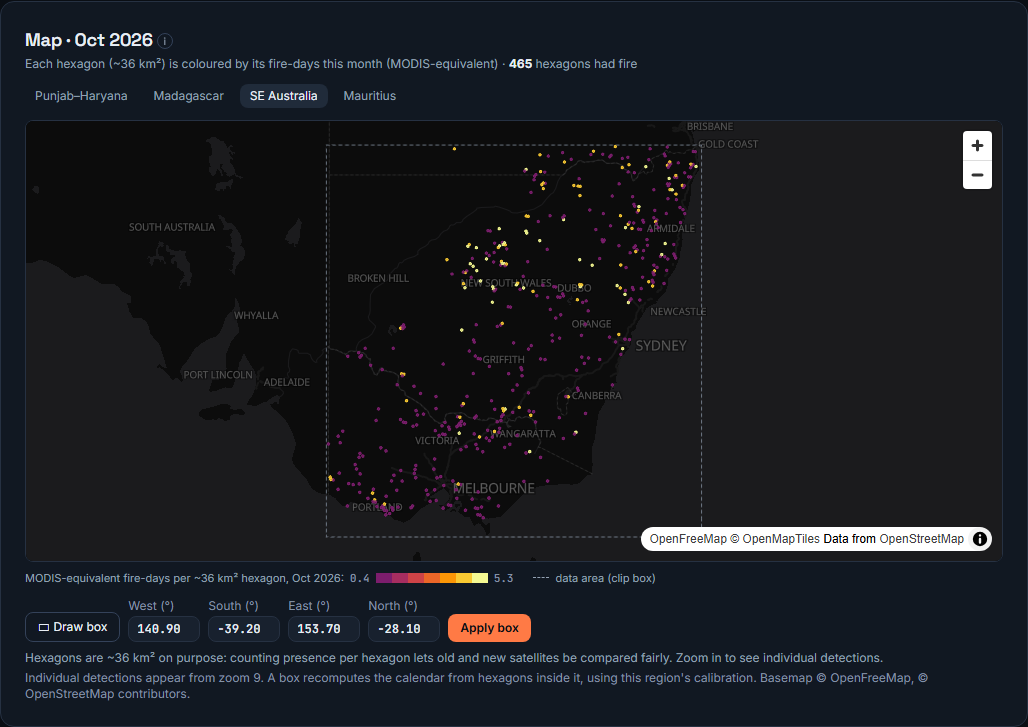 Map · Oct 2026 i
Each hexagon (~36 km²) is coloured by its fire-days this month (MODIS-equivalent) · 465 hexagons had fire
Punjab–Haryana Madagascar SE Australia Mauritius
BRISBANE
GOLD COAST
+
−
SOUTH AUSTRALIA
ARMIDALE
BROKEN HILL
NEW SOUTH WALES
DUBBO
WHYALLA
NEWCASTLE
ORANGE
SYDNEY
GRIFFITH
PORT LINCOLN
ADELAIDE
CANBERRA
VICTORIA
WANGARATTA
MELBOURNE
PORTLAND
OpenFreeMap © OpenMapTiles Data from OpenStreetMap i
MODIS-equivalent fire-days per ~36 km² hexagon, Oct 2026: 0.4 5.3 ---- data area (clip box)
West (°) South (°) East (°) North (°)
Draw box 140.90 -39.20 153.70 -28.10 Apply box
Hexagons are ~36 km² on purpose: counting presence per hexagon lets old and new satellites be compared fairly. Zoom in to see individual detections.
Individual detections appear from zoom 9. A box recomputes the calendar from hexagons inside it, using this region's calibration. Basemap © OpenFreeMap, ©
OpenStreetMap contributors.